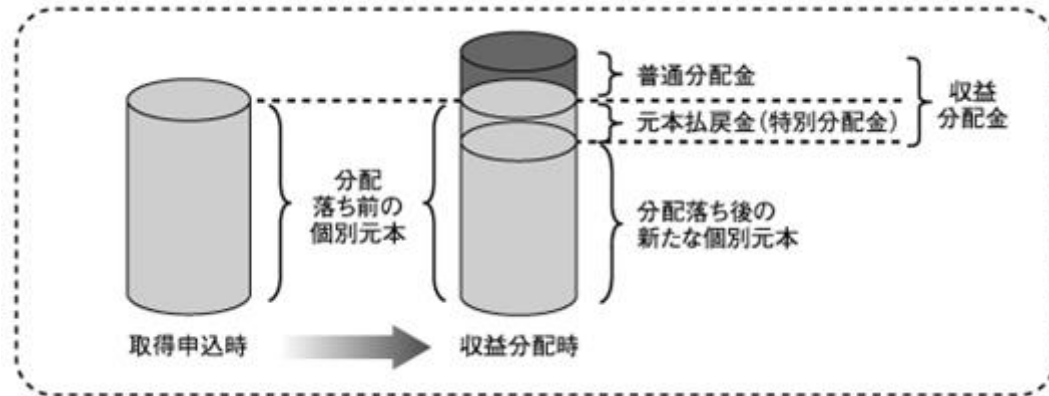 普通分配金
元本払戻金(特別分配金)
収益
分配金
分配
落ち前の
個別元本
分配落ち後の
新たな個別元本
取得申込時
収益分配時